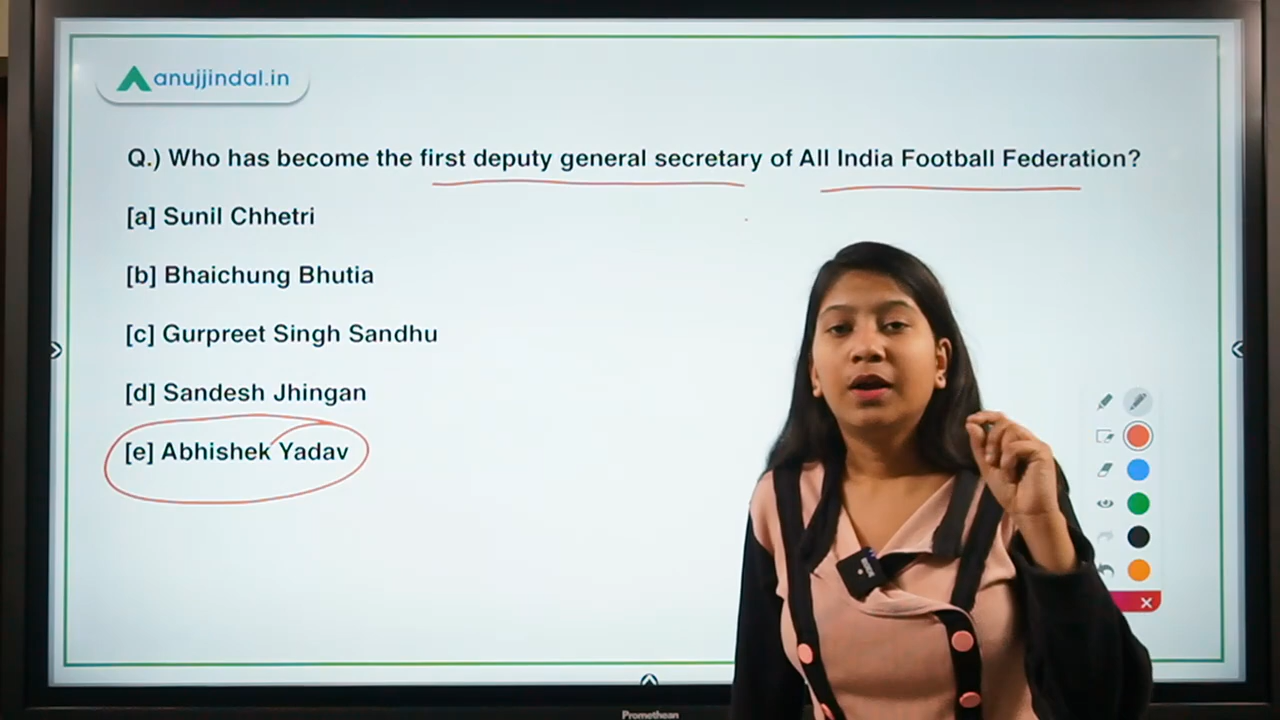 anujjindal.in
Q.) Who has become the first deputy general secretary of All India Football Federation?
[a] Sunil Chhetri
[b] Bhaichung Bhutia
[c] Gurpreet Singh Sandhu
[d] Sandesh Jhingan
[e] Abhishek Yadav
Promethean